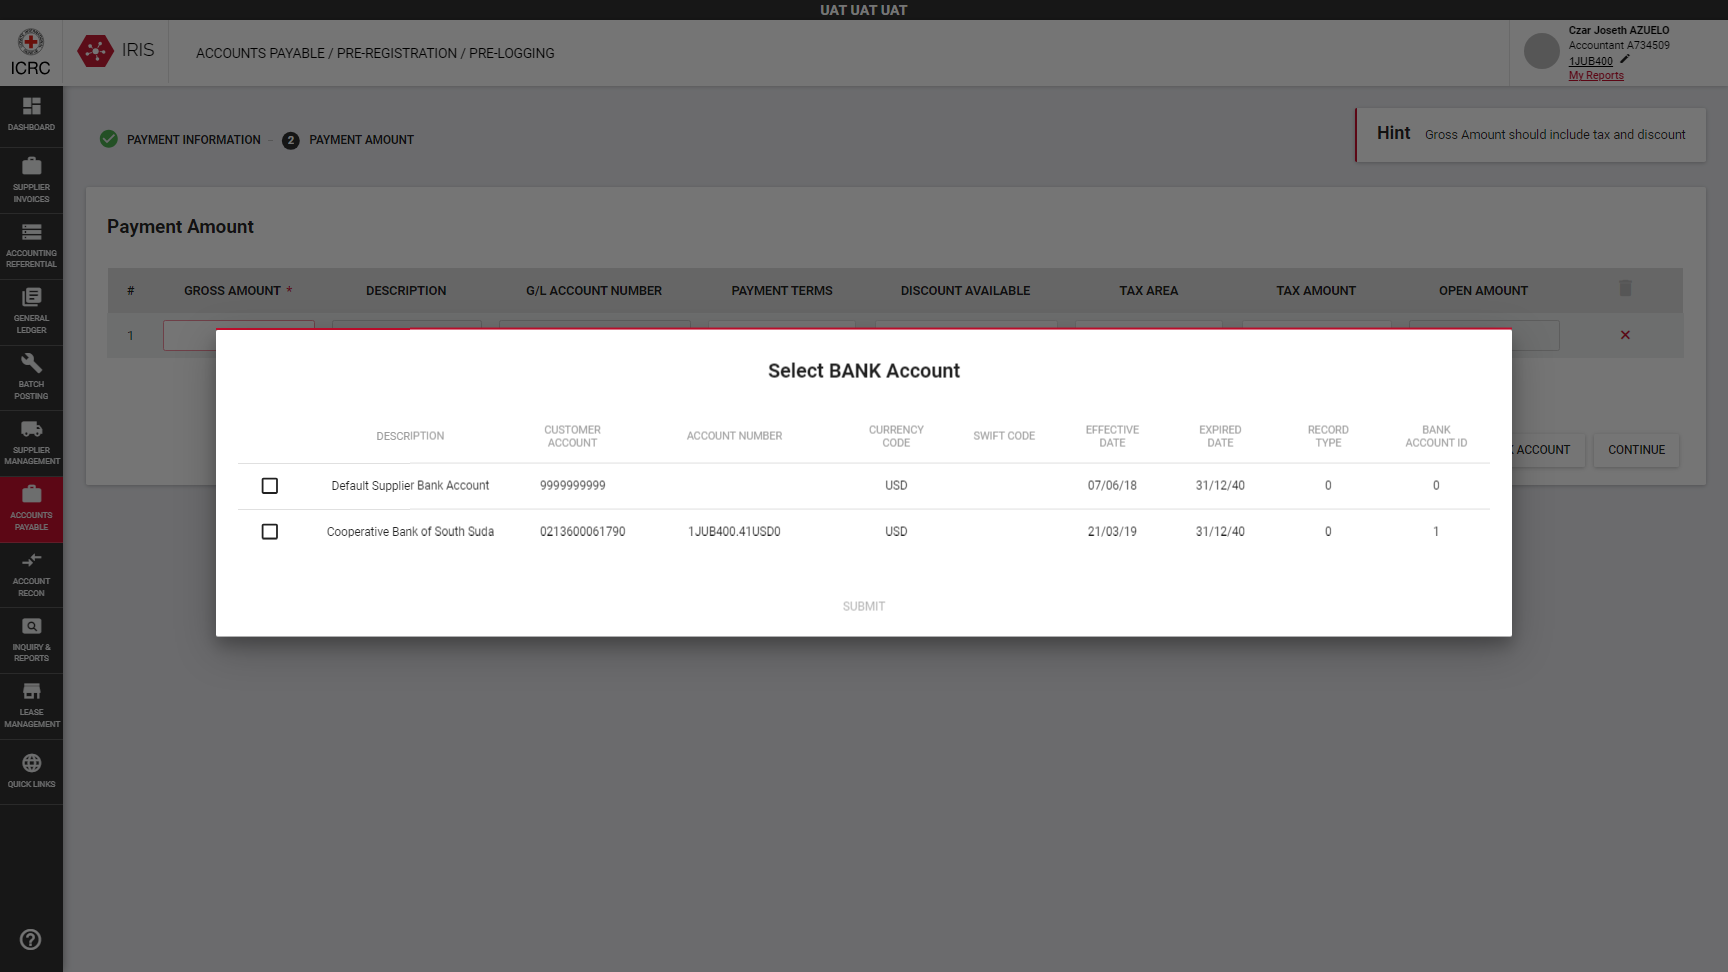 UAT UAT UAT
ICRC
IRIS
ACCOUNTS PAYABLE / PRE-REGISTRATION / PRE-LOGGING
Czar Joseth AZUELO
Accountant A734509
1JUB400
My Reports
DASHBOARD
SUPPLIER
INVOICES
ACCOUNTING
REFERENTIAL
GENERAL
LEDGER
BATCH
POSTING
SUPPLIER
MANAGEMENT
ACCOUNTS
PAYABLE
ACCOUNT
RECON
INQUIRY &
REPORTS
LEASE
MANAGEMENT
QUICK LINKS
PAYMENT INFORMATION
2 PAYMENT AMOUNT
Hint Gross Amount should include tax and discount
Payment Amount
# GROSS AMOUNT * DESCRIPTION G/L ACCOUNT NUMBER PAYMENT TERMS DISCOUNT AVAILABLE TAX AREA TAX AMOUNT OPEN AMOUNT
1
Select BANK Account
DESCRIPTION CUSTOMER ACCOUNT ACCOUNT NUMBER CURRENCY CODE SWIFT CODE EFFECTIVE DATE EXPIRED DATE RECORD TYPE BANK ACCOUNT ID
Default Supplier Bank Account 9999999999 USD 07/06/18 31/12/40 0 0
Cooperative Bank of South Suda 0213600061790 1JUB400.41USD0 USD 21/03/19 31/12/40 0 1
SUBMIT
ACCOUNT
CONTINUE